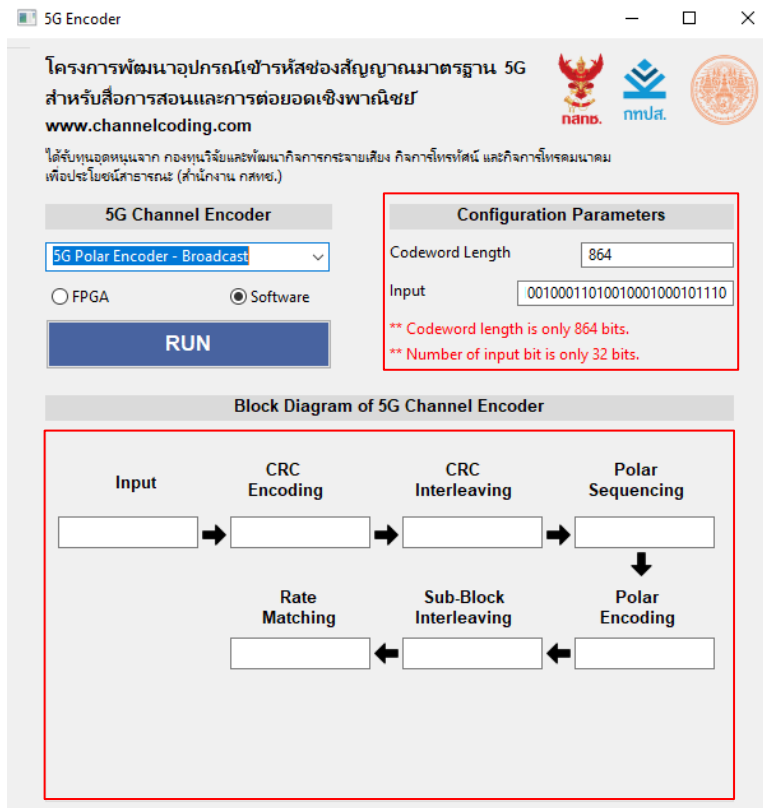 5G Encoder
โครงการพัฒนาอุปกรณ์เข้ารหัสช่องสัญญาณมาตรฐาน 5G
สำหรับสื่อการสอนและการต่อยอดเชิงพาณิชย์
www.channelcoding.com
กสทช.
กทปส.
ได้รับทุนอุดหนุนจาก กองทุนวิจัยและพัฒนากิจการกระจายเสียง กิจการโทรทัศน์ และกิจการโทรคมนาคม
เพื่อประโยชน์สาธารณะ (สำนักงาน กสทช.)
5G Channel Encoder
Configuration Parameters
5G Polar Encoder - Broadcast
Codeword Length
864
FPGA
Software
Input
00100011010010001000101110
RUN
** Codeword length is only 864 bits.
** Number of input bit is only 32 bits.
Block Diagram of 5G Channel Encoder
Input
CRC
Encoding
CRC
Interleaving
Polar
Sequencing
Rate
Matching
Sub-Block
Interleaving
Polar
Encoding